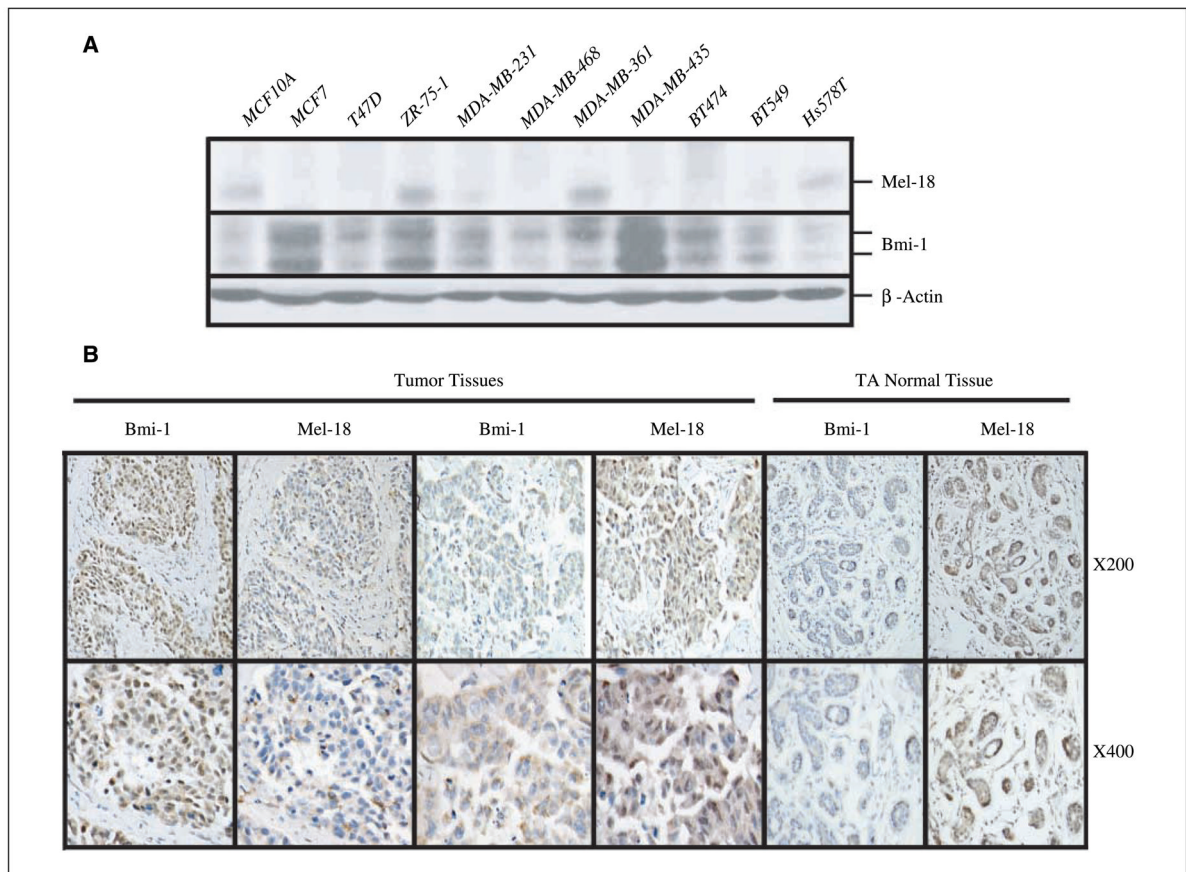 A
MCF10A MCF7 T47D ZR-75-1 MDA-MB-231 MDA-MB-468 MDA-MB-361 MDA-MB-435 BT474 BT549 Hs578T
Mel-18
Bmi-1
β -Actin
B
Tumor Tissues TA Normal Tissue
Bmi-1 Mel-18 Bmi-1 Mel-18 Bmi-1 Mel-18
X200
X400